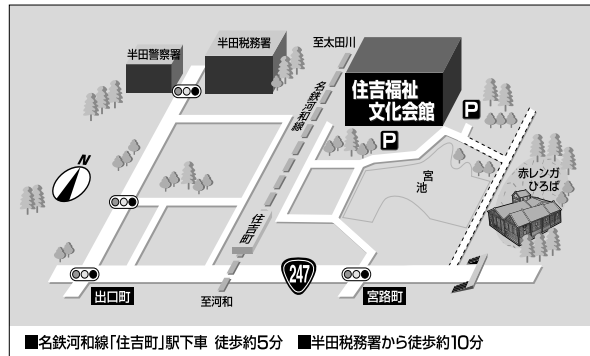 半田警察署
半田税務署
至太田川
名鉄河和線
住吉福祉
文化会館
P
P
N
宮池
赤レンガ
ひろば
住吉町
247
出口町
至河和
宮路町
■名鉄河和線「住吉町」駅下車 徒歩約5分 ■半田税務署から徒歩約10分